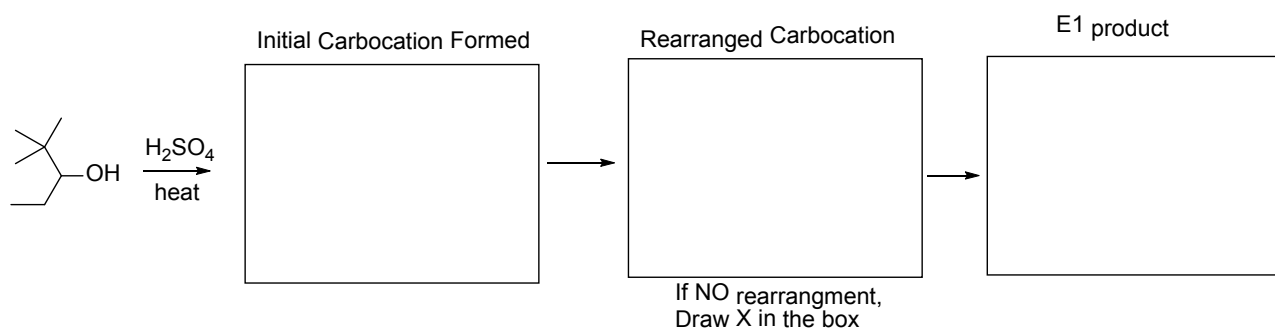 Initial Carbocation Formed
Rearranged Carbocation
E1 product
OH
H2SO4
heat
If NO rearrangment,
Draw X in the box